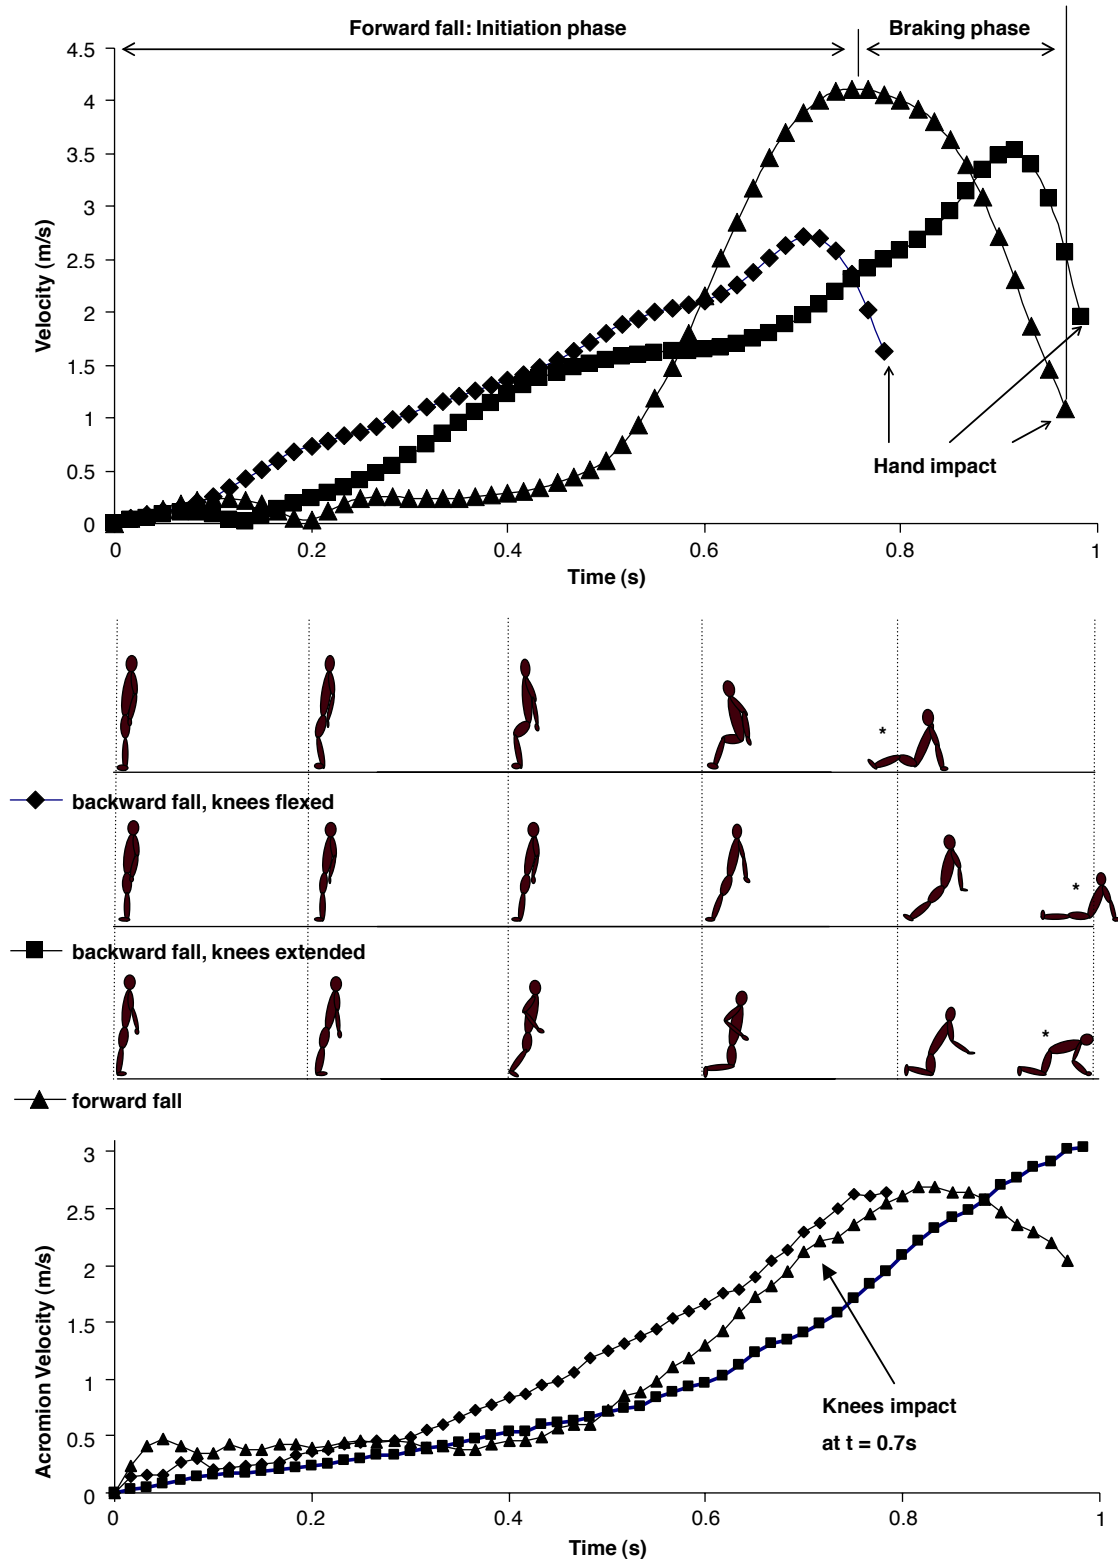 Forward fall: Initiation phase Braking phase
4.5
4
3.5
3
2.5
2
1.5
1
0.5
0
Velocity (m/s)
Hand impact
0 0.2 0.4 0.6 0.8 1
Time (s)
*
backward fall, knees flexed
*
backward fall, knees extended
*
forward fall
3
2.5
2
1.5
1
0.5
0
Acromion Velocity (m/s)
Knees impact
at t = 0.7s
0 0.2 0.4 0.6 0.8 1
Time (s)